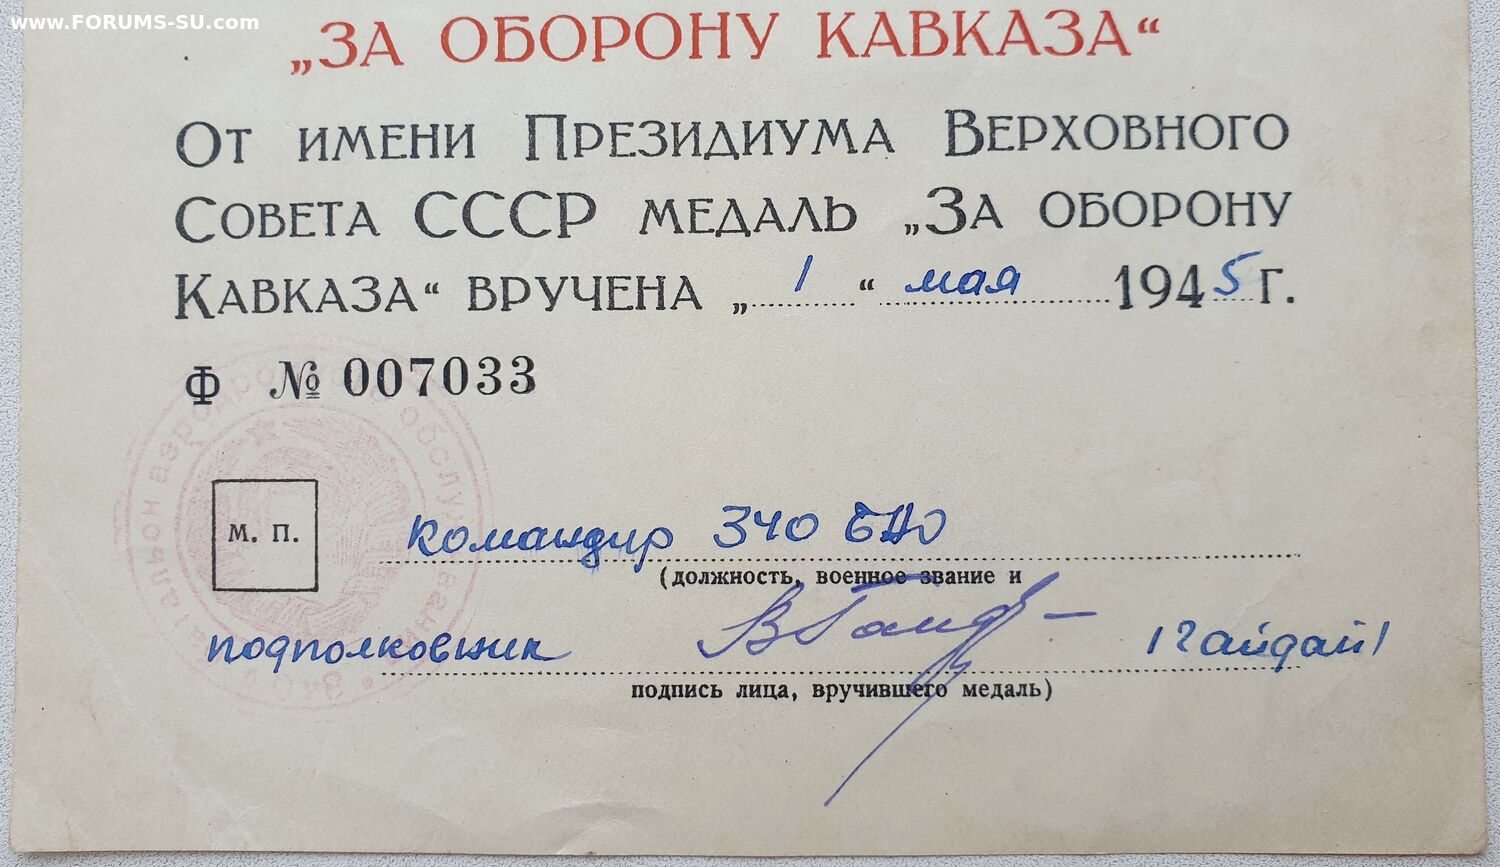 www.FORUMS-SU.com
„ЗА ОБОРОНУ КАВКАЗА“
От имени Президиума Верховного
Совета СССР медаль „За оборону
Кавказа“ вручена „ 1 “ мая 1945 г.
Ф № 007033
М. П.
командир 340 БАО
(должность, военное звание и
подполковник ВГайд /Гайдай/
подпись лица, вручившего медаль)